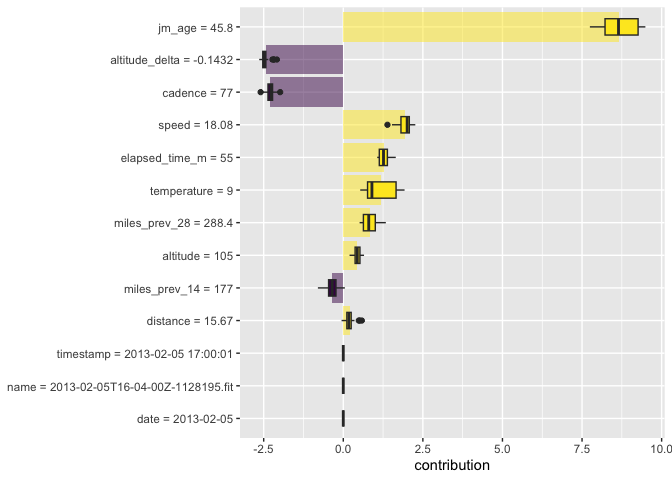 jm_age = 45.8
altitude_delta = -0.1432
cadence = 77
speed = 18.08
elapsed_time_m = 55
temperature = 9
miles_prev_28 = 288.4
altitude = 105
miles_prev_14 = 177
distance = 15.67
timestamp = 2013-02-05 17:00:01
name = 2013-02-05T16-04-00Z-1128195.fit
date = 2013-02-05
-2.5 0.0 2.5 5.0 7.5 10.0
contribution